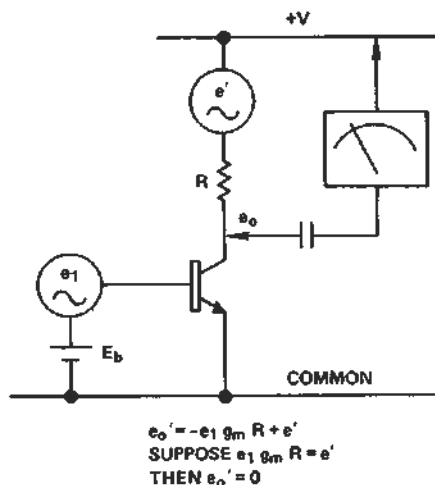 +V
e'
R
e₀
e₁
E_b
COMMON
e₀' = -e₁ g_m R + e'
SUPPOSE e₁ g_m R = e'
THEN e₀' = 0